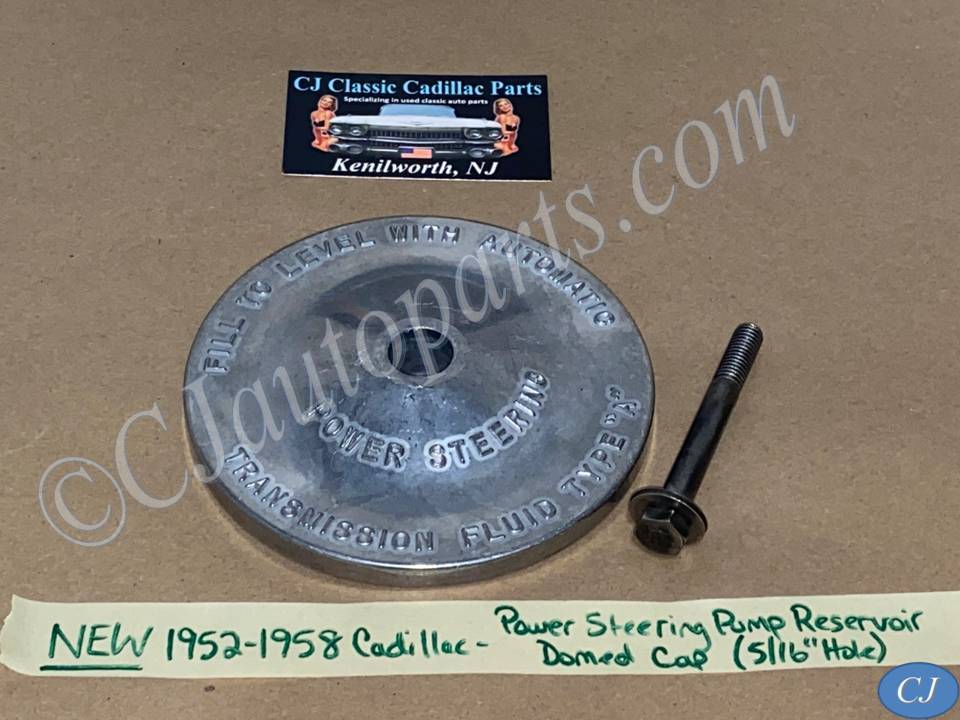 CJ Classic Cadillac Parts
Specializing in used classic auto parts
Kenilworth, NJ
FILL TO LEVEL WITH AUTOMATIC
POWER STEERING
TRANSMISSION FLUID TYPE "A"
©CJautoparts.com
NEW 1952-1958 Cadillac - Power Steering Pump Reservoir
Domed Cap (5/16" Hole)
CJ